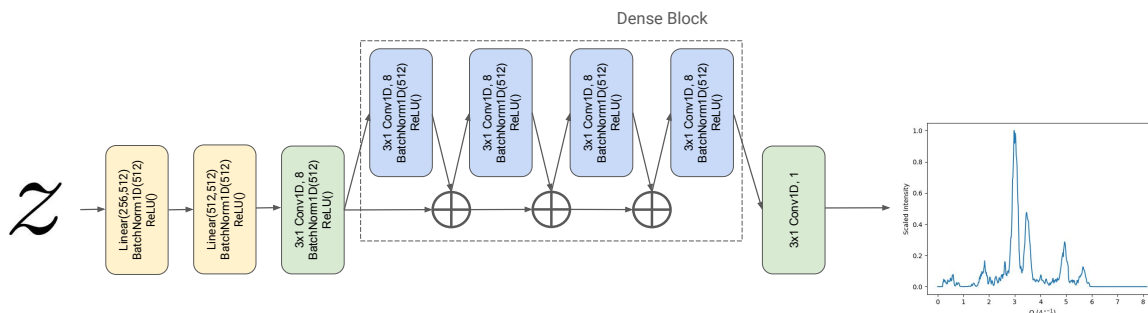 Dense Block
z
Linear(256,512)
BatchNorm1D(512)
ReLU()
Linear(512,512)
BatchNorm1D(512)
ReLU()
3x1 Conv1D, 8
BatchNorm1D(512)
ReLU()
3x1 Conv1D, 8
BatchNorm1D(512)
ReLU()
3x1 Conv1D, 8
BatchNorm1D(512)
ReLU()
3x1 Conv1D, 8
BatchNorm1D(512)
ReLU()
3x1 Conv1D, 8
BatchNorm1D(512)
ReLU()
3x1 Conv1D, 1
Scaled Intensity
1.0
0.8
0.6
0.4
0.2
0.0
0 1 2 3 4 5 6 7 8